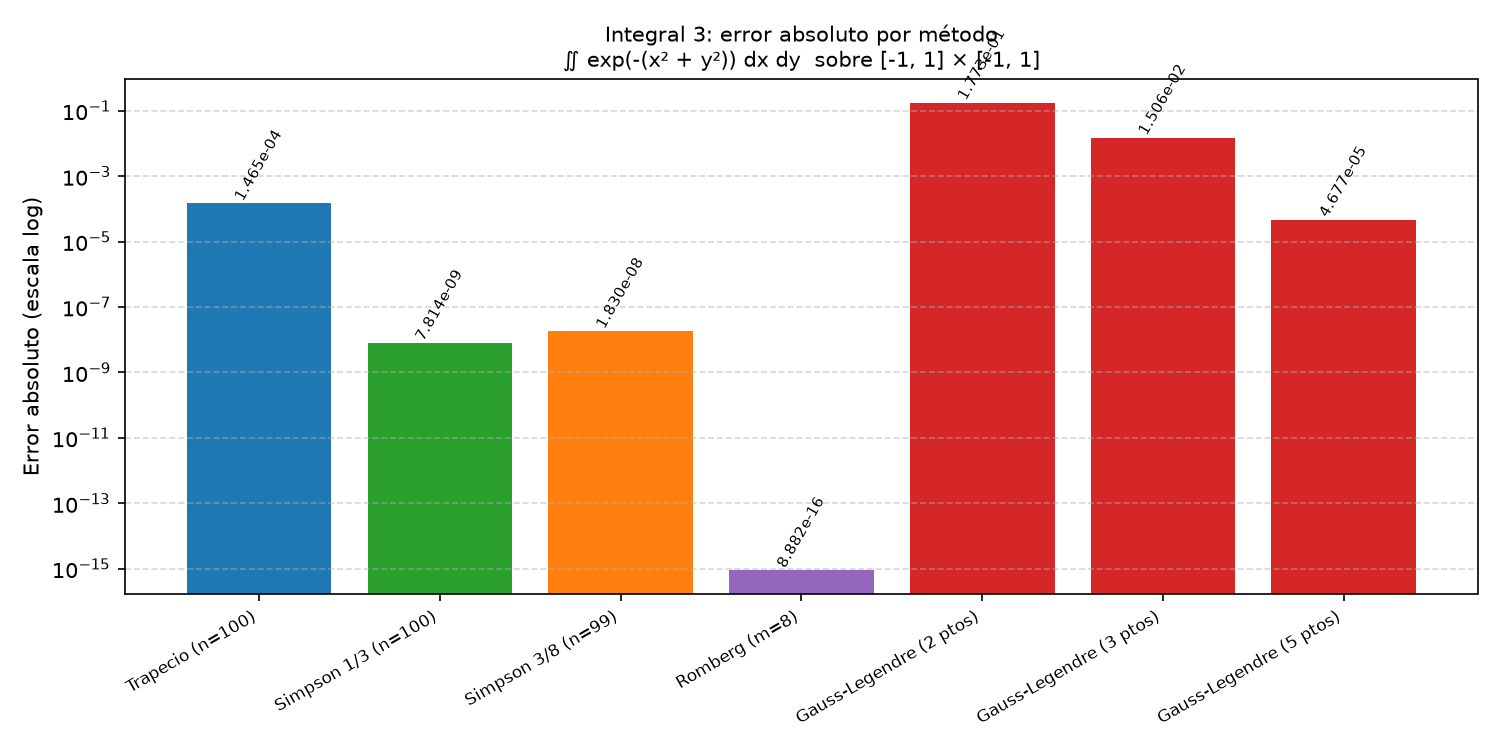 Integral 3: error absoluto por método
∬ exp(-(x² + y²)) dx dy  sobre [-1, 1] × [-1, 1]
Error absoluto (escala log)
10⁻¹
10⁻³
10⁻⁵
10⁻⁷
10⁻⁹
10⁻¹¹
10⁻¹³
10⁻¹⁵
1.465e-04
7.814e-09
1.830e-08
8.882e-16
1.773e-01
1.506e-02
4.677e-05
Trapecio (n=100)
Simpson 1/3 (n=100)
Simpson 3/8 (n=99)
Romberg (m=8)
Gauss-Legendre (2 ptos)
Gauss-Legendre (3 ptos)
Gauss-Legendre (5 ptos)